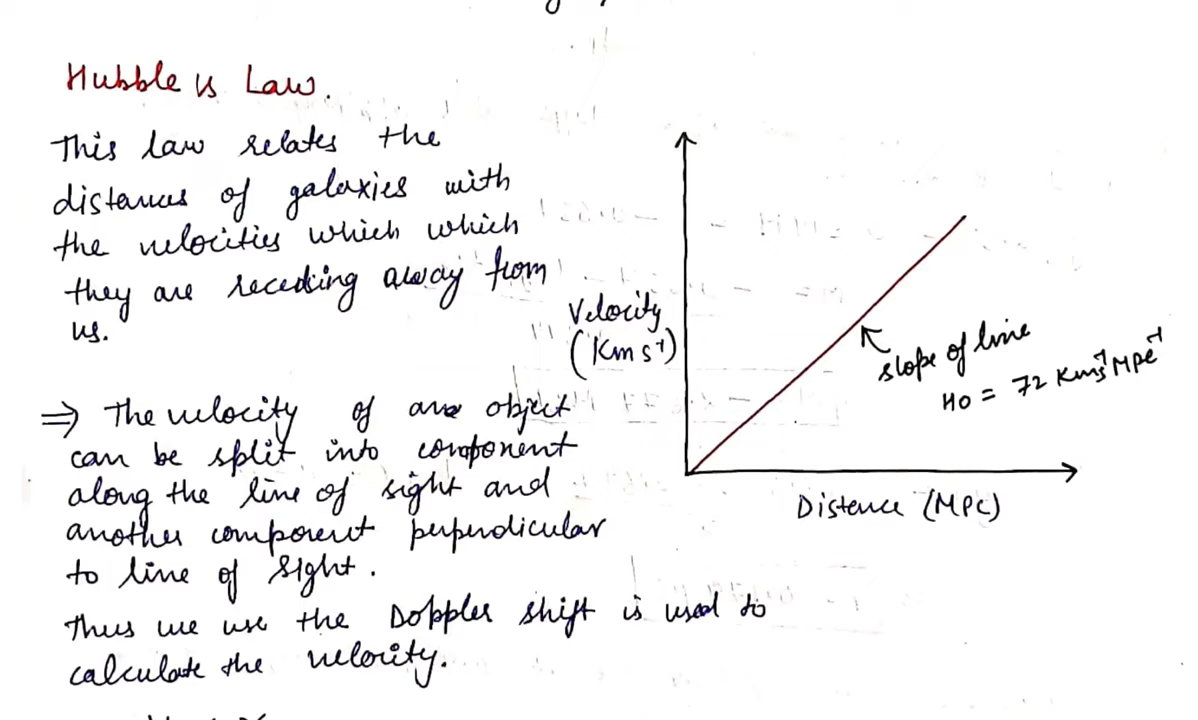 Hubble's Law.
This law relates the
distances of galaxies with
the velocities which which
they are receding away from
us.
Velocity
(Kms⁻¹)
slope of line
H0 = 72 Kms⁻¹ MPc⁻¹
Distance (MPc)
⇒ The velocity of an object
can be split into component
along the line of sight and
another component perpendicular
to line of sight.
Thus we use the Doppler shift is used to
calculate the velocity.